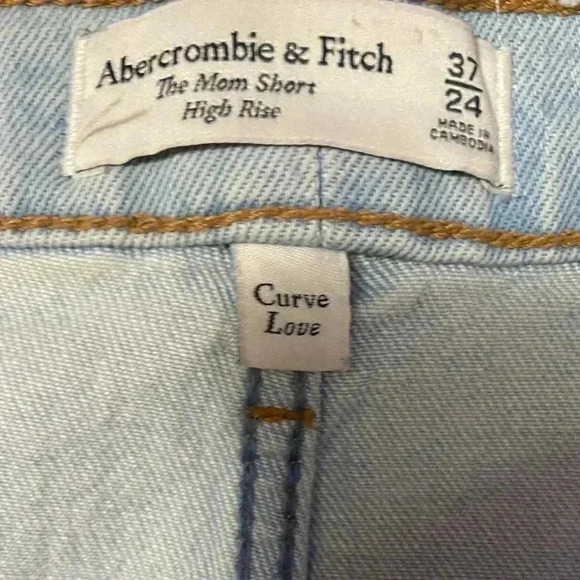 Abercrombie & Fitch
The Mom Short
High Rise
37
24
MADE IN
CAMBODIA
Curve
Love